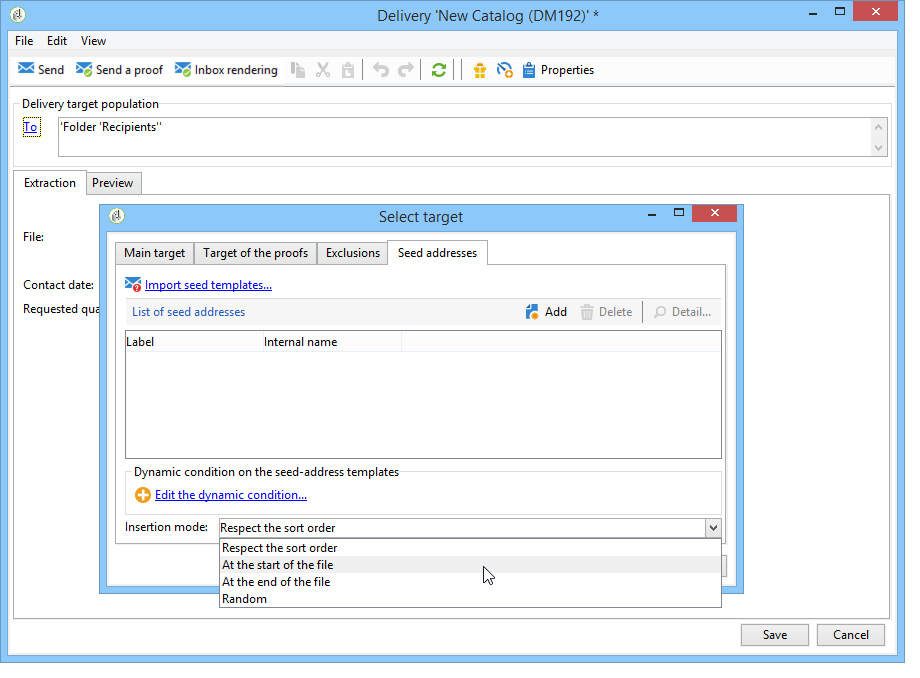 Delivery 'New Catalog (DM192)' *
File Edit View
Send Send a proof Inbox rendering Properties
Delivery target population
To 'Folder 'Recipients''
Extraction Preview
Select target
File:
Main target Target of the proofs Exclusions Seed addresses
Contact date:
Import seed templates...
Requested qua
List of seed addresses Add Delete Detail...
Label Internal name
Dynamic condition on the seed-address templates
Edit the dynamic condition...
Insertion mode: Respect the sort order
Respect the sort order
At the start of the file
At the end of the file
Random
Save Cancel